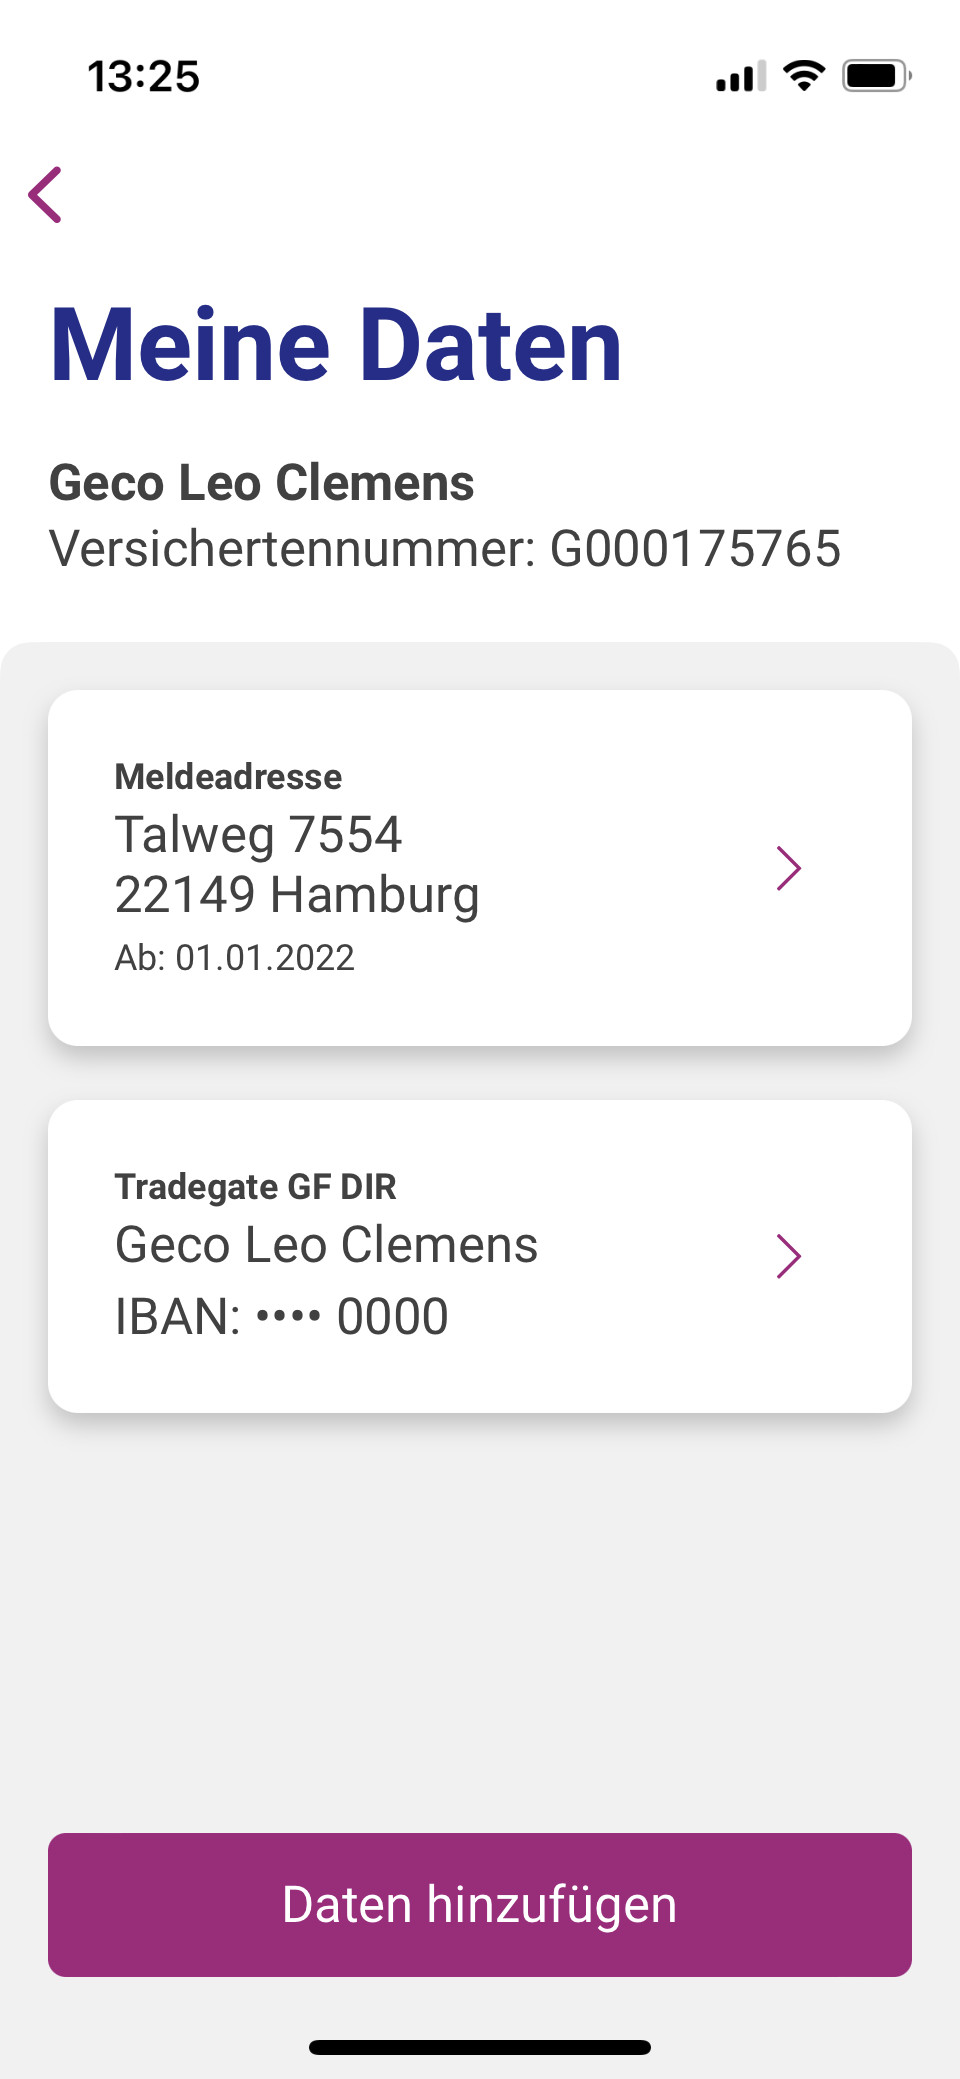 13:25
Meine Daten
Geco Leo Clemens
Versichertennummer: G000175765
Meldeadresse
Talweg 7554
22149 Hamburg
Ab: 01.01.2022
Tradegate GF DIR
Geco Leo Clemens
IBAN: •••• 0000
Daten hinzufügen